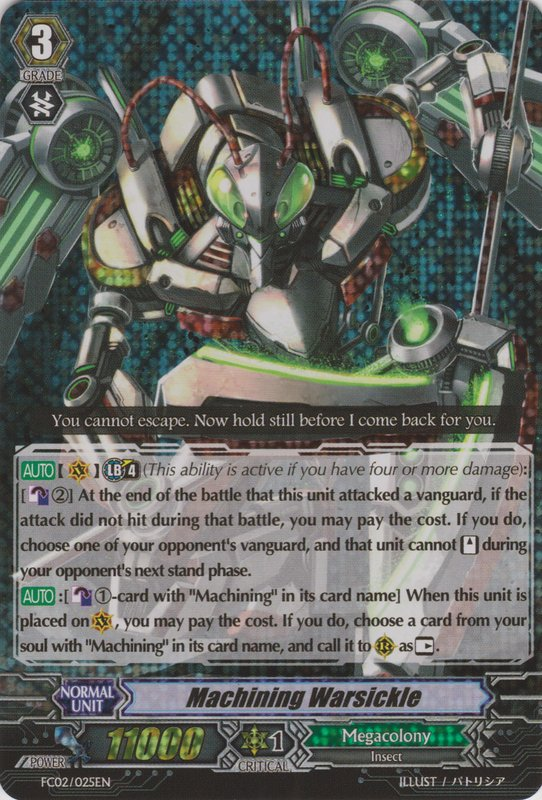 3
GRADE
You cannot escape. Now hold still before I come back for you.
AUTO【 V 】 LB4 (This ability is active if you have four or more damage):
[②] At the end of the battle that this unit attacked a vanguard, if the
attack did not hit during that battle, you may pay the cost. If you do,
choose one of your opponent's vanguard, and that unit cannot during
your opponent's next stand phase.
AUTO:[①-card with "Machining" in its card name] When this unit is
placed on V, you may pay the cost. If you do, choose a card from your
soul with "Machining" in its card name, and call it to R as .
NORMAL
UNIT
Machining Warsickle
POWER
11000
1
CRITICAL
Megacolony
Insect
FC02/025EN
ILLUST / パトリシア